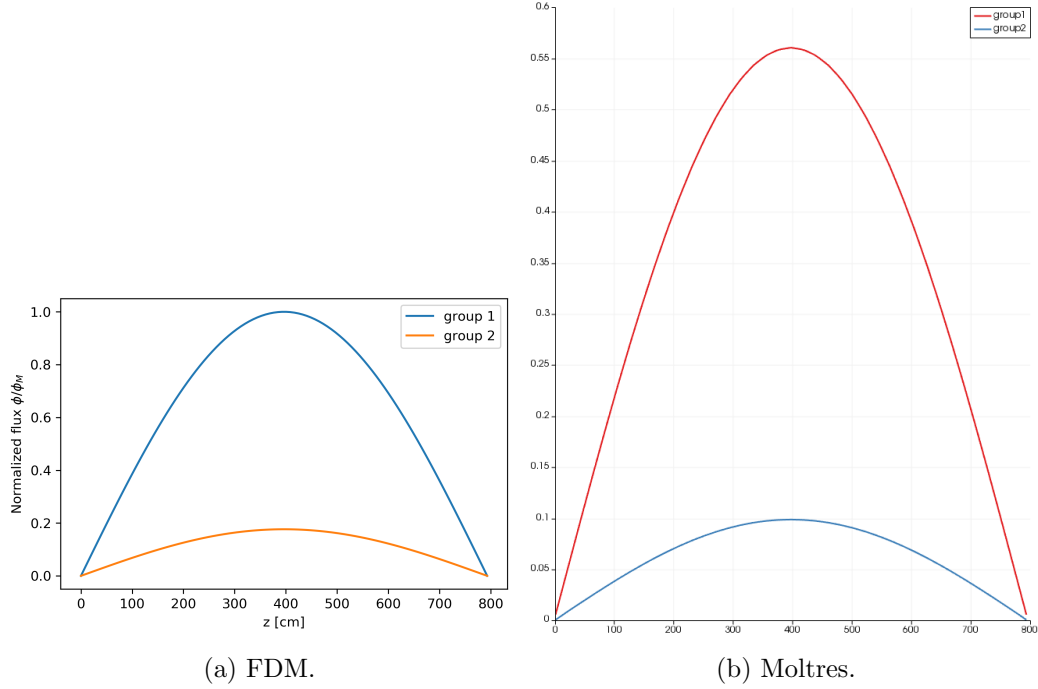 1.0
0.8
0.6
0.4
0.2
0.0
Normalized flux ϕ/ϕM
group 1
group 2
0 100 200 300 400 500 600 700 800
z [cm]
(a) FDM.
0.6
0.55
0.5
0.45
0.4
0.35
0.3
0.25
0.2
0.15
0.1
0.05
0
group1
group2
0 100 200 300 400 500 600 700 800
(b) Moltres.